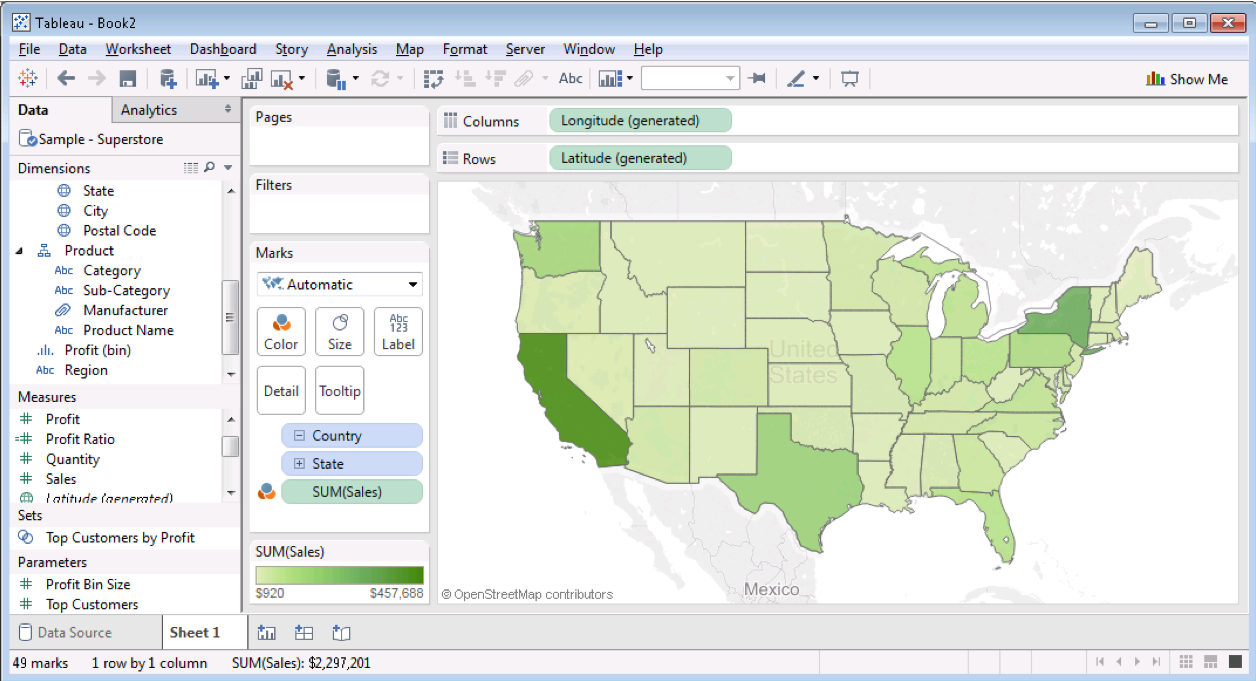 Tableau - Book2
File Data Worksheet Dashboard Story Analysis Map Format Server Window Help
Abc
Show Me
Data Analytics
Sample - Superstore
Dimensions
State
City
Postal Code
Product
Abc Category
Abc Sub-Category
Manufacturer
Abc Product Name
Profit (bin)
Abc Region
Measures
# Profit
=# Profit Ratio
# Quantity
# Sales
Latitude (generated)
Sets
Top Customers by Profit
Parameters
# Profit Bin Size
# Top Customers
Pages
Filters
Marks
Automatic
Color
Size
Abc
123
Label
Detail
Tooltip
Country
State
SUM(Sales)
SUM(Sales)
$920 $457,688
Columns Longitude (generated)
Rows Latitude (generated)
United
States
Mexico
© OpenStreetMap contributors
Data Source Sheet 1
49 marks 1 row by 1 column SUM(Sales): $2,297,201